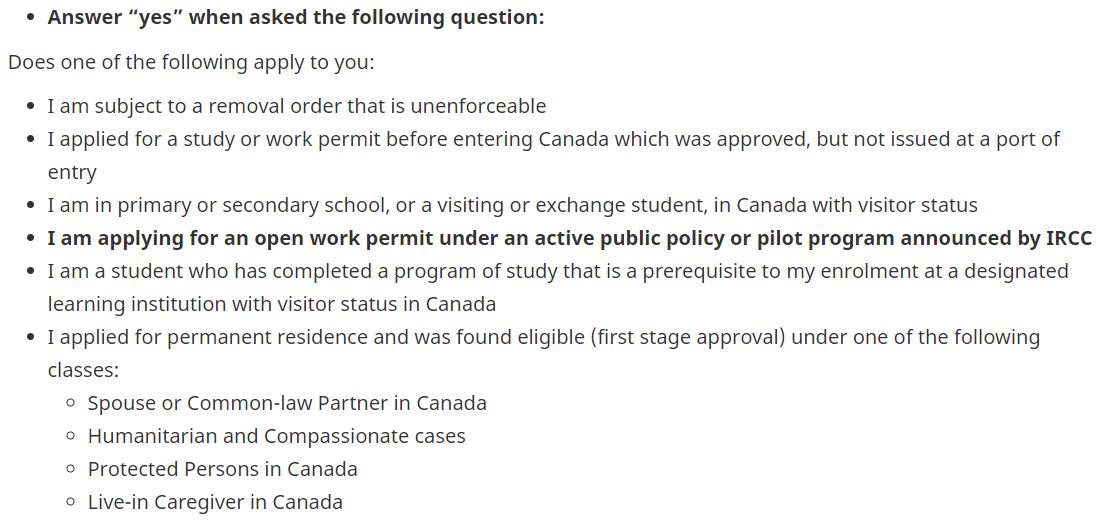 • Answer “yes” when asked the following question:
Does one of the following apply to you:
• I am subject to a removal order that is unenforceable
• I applied for a study or work permit before entering Canada which was approved, but not issued at a port of
entry
• I am in primary or secondary school, or a visiting or exchange student, in Canada with visitor status
• I am applying for an open work permit under an active public policy or pilot program announced by IRCC
• I am a student who has completed a program of study that is a prerequisite to my enrolment at a designated
learning institution with visitor status in Canada
• I applied for permanent residence and was found eligible (first stage approval) under one of the following
classes:
◦ Spouse or Common-law Partner in Canada
◦ Humanitarian and Compassionate cases
◦ Protected Persons in Canada
◦ Live-in Caregiver in Canada